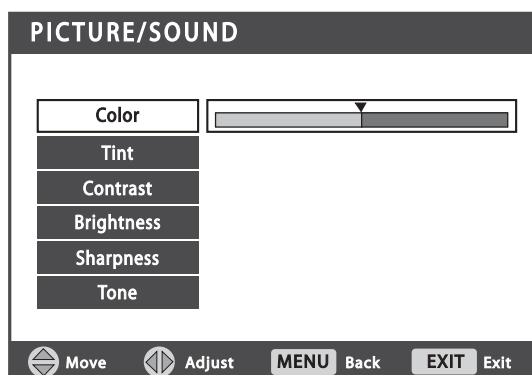 PICTURE/SOUND
Color
Tint
Contrast
Brightness
Sharpness
Tone
Move Adjust MENU Back EXIT Exit